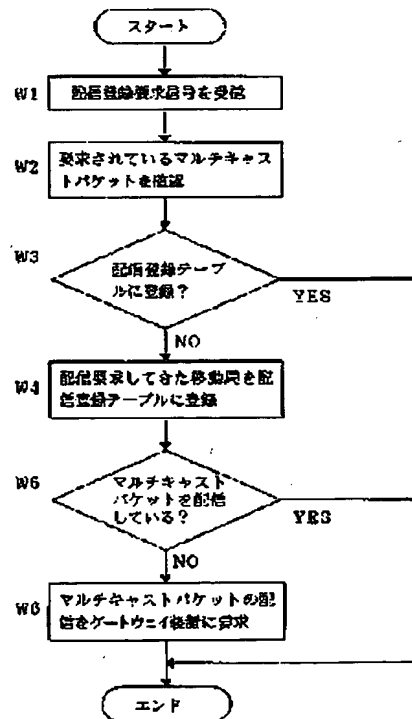 スタート
W1
配信登録要求信号を受信
W2
要求されているマルチキャス
トパケットを確認
W3
配信登録テーブ
ルに登録?
YES
NO
W4
配信要求してきた移動局を配
信登録テーブルに登録
W5
マルチキャスト
パケットを配信
している?
YES
NO
W6
マルチキャストパケットの配
信をゲートウェイ装置に要求
エンド